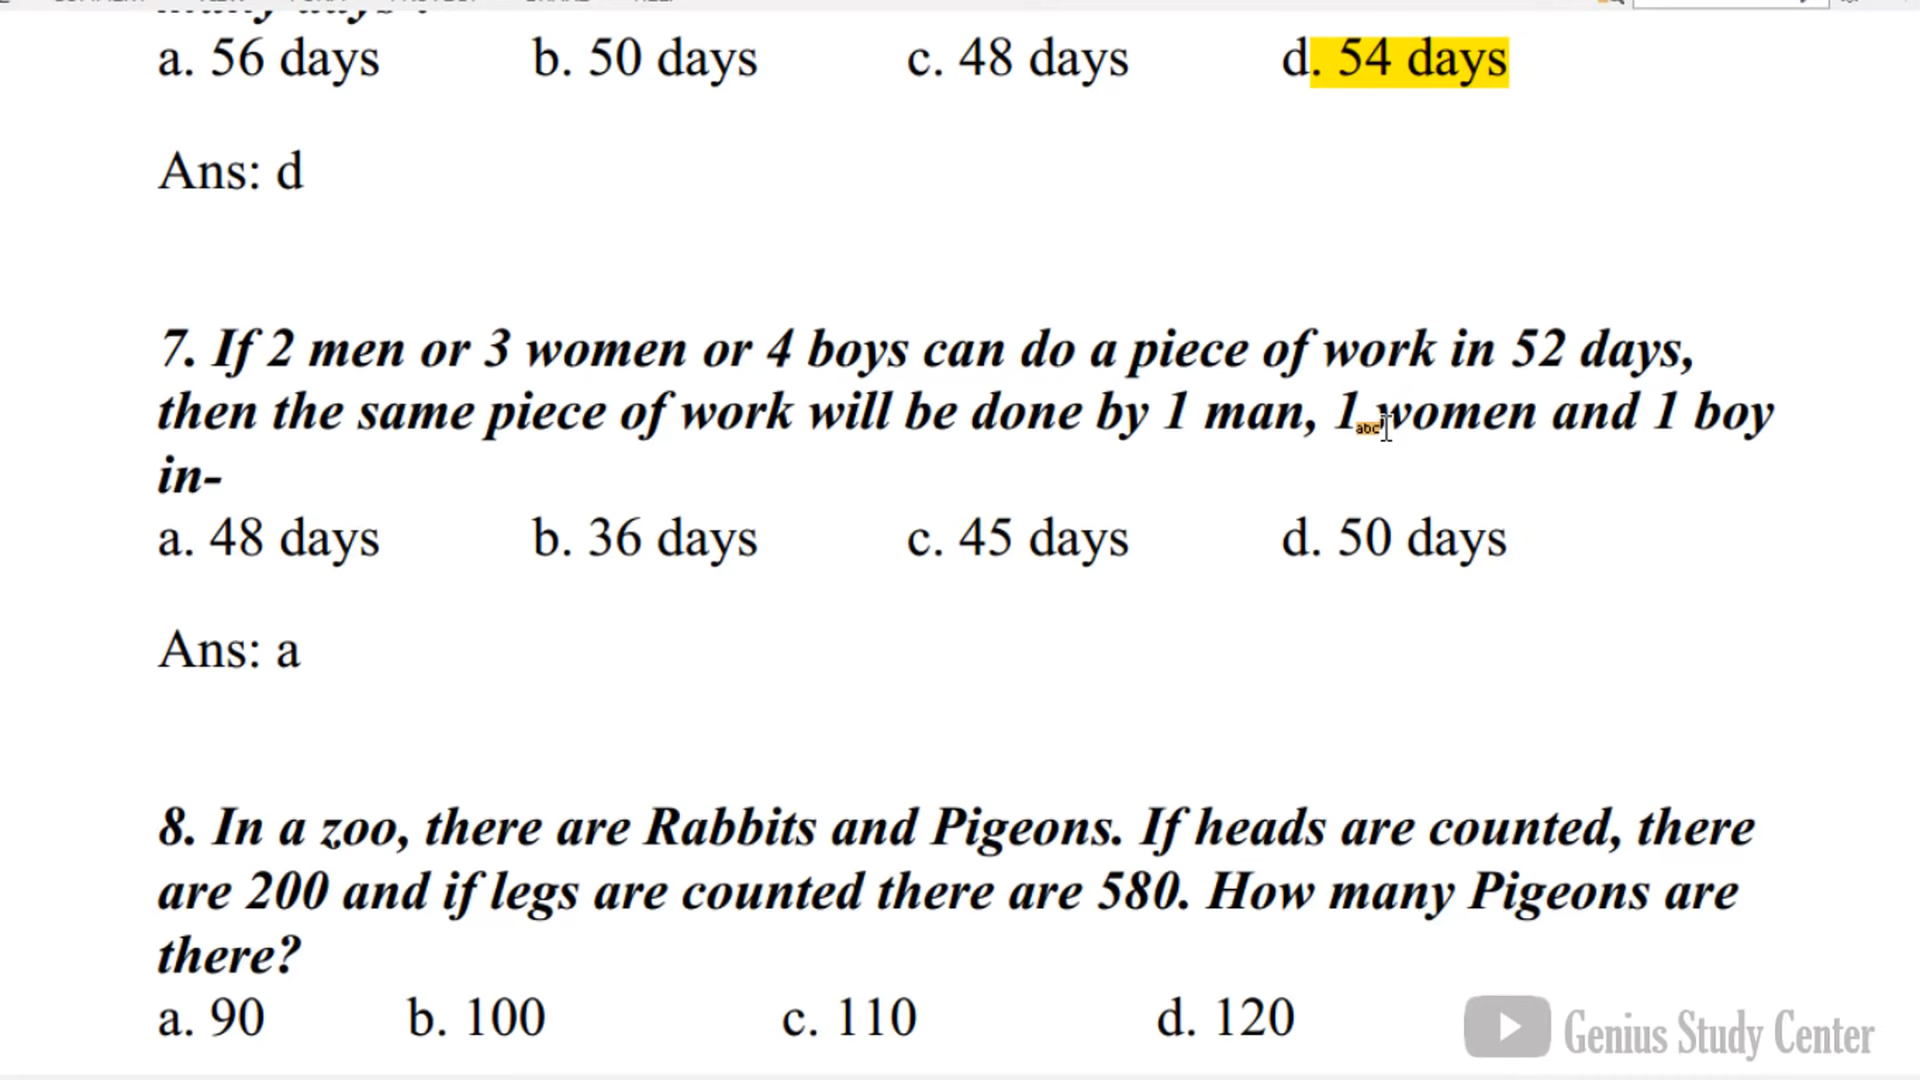 many days ?
a. 56 days b. 50 days c. 48 days d. 54 days
Ans: d
7. If 2 men or 3 women or 4 boys can do a piece of work in 52 days,
then the same piece of work will be done by 1 man, 1 women and 1 boy
in-
a. 48 days b. 36 days c. 45 days d. 50 days
Ans: a
8. In a zoo, there are Rabbits and Pigeons. If heads are counted, there
are 200 and if legs are counted there are 580. How many Pigeons are
there?
a. 90 b. 100 c. 110 d. 120
Genius Study Center